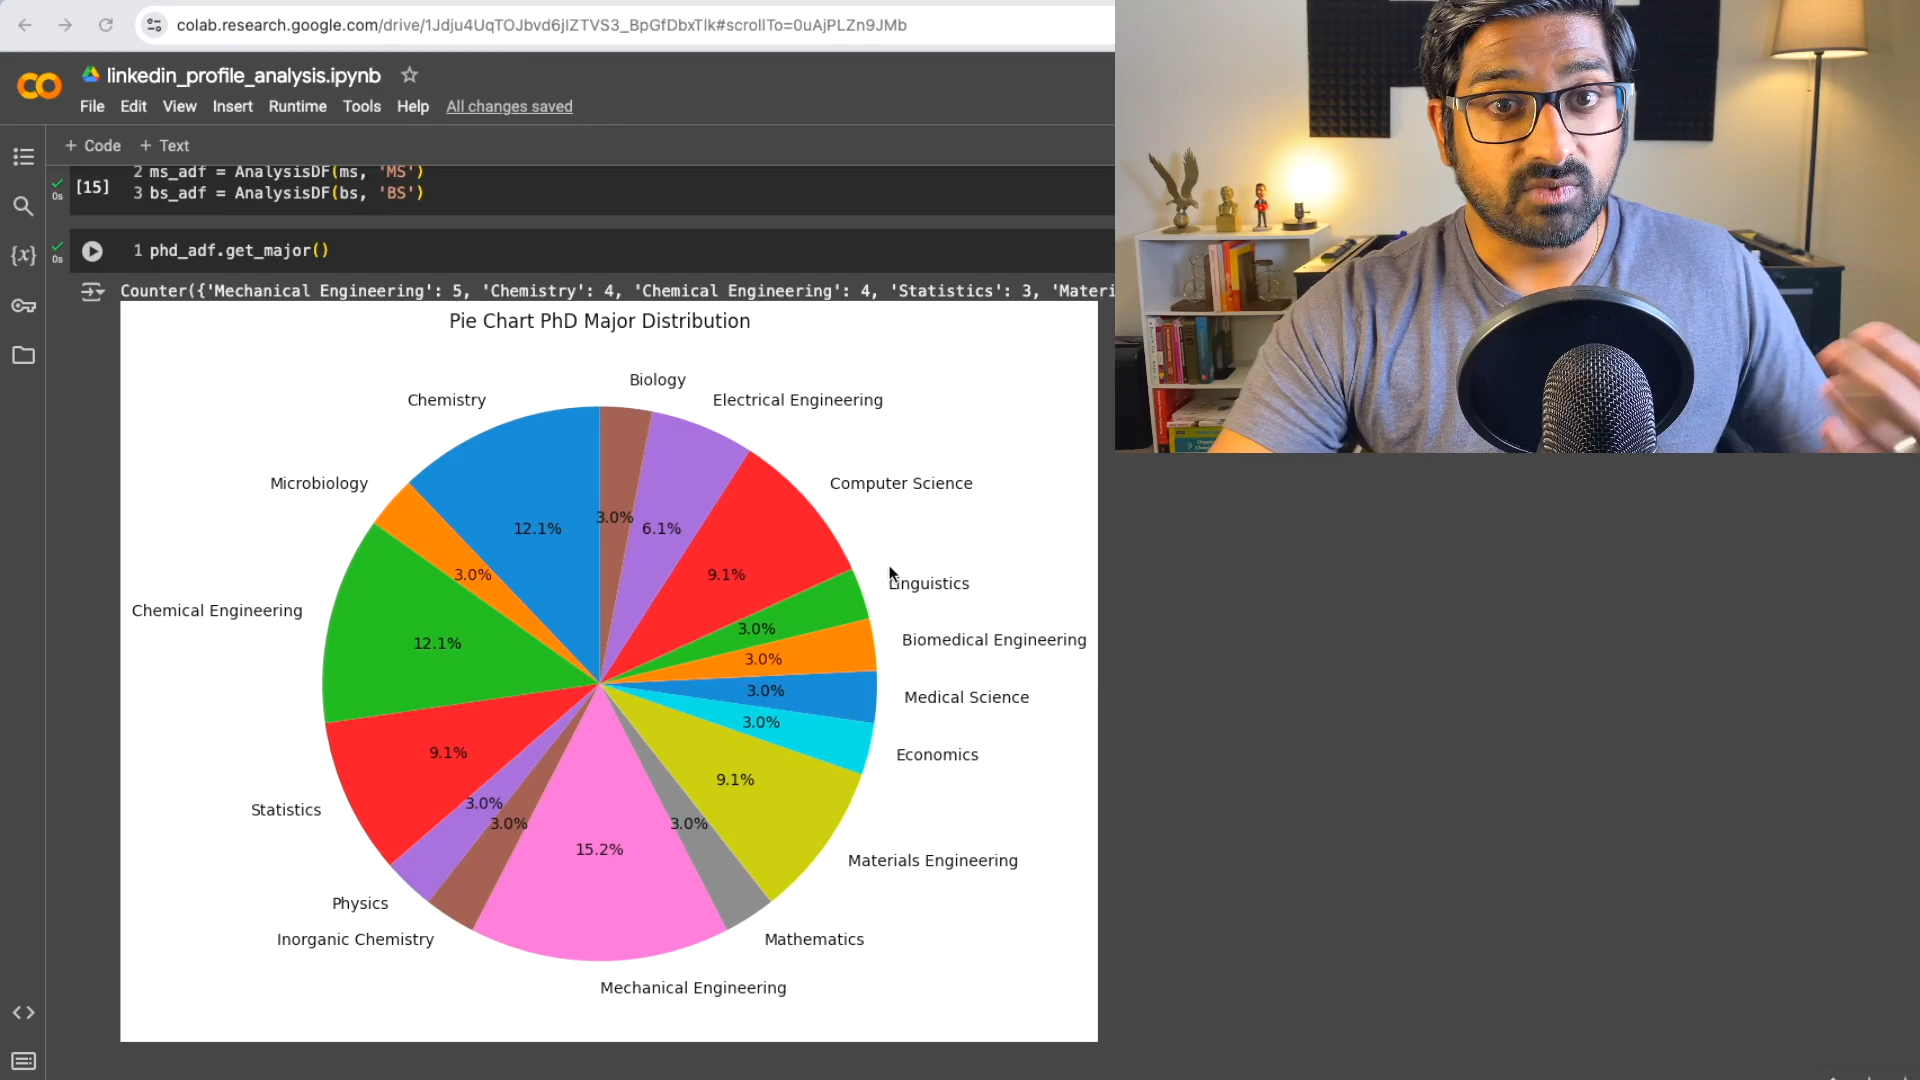 colab.research.google.com/drive/1Jdju4UqTOJbvd6jIZTVS3_BpGfDbxTlk#scrollTo=0uAjPLZn9JMb
linkedin_profile_analysis.ipynb
File Edit View Insert Runtime Tools Help All changes saved
+ Code + Text
2 ms_adf = AnalysisDF(ms, 'MS')
[15]
0s
3 bs_adf = AnalysisDF(bs, 'BS')
1 phd_adf.get_major()
0s
Counter({'Mechanical Engineering': 5, 'Chemistry': 4, 'Chemical Engineering': 4, 'Statistics': 3, 'Materi
Pie Chart PhD Major Distribution
Biology
Chemistry
Electrical Engineering
Microbiology
Computer Science
3.0%
12.1%
6.1%
3.0%
9.1%
Linguistics
Chemical Engineering
3.0%
12.1%
Biomedical Engineering
3.0%
3.0%
Medical Science
3.0%
9.1%
Economics
9.1%
Statistics
3.0%
3.0%
3.0%
15.2%
Materials Engineering
Physics
Inorganic Chemistry
Mathematics
Mechanical Engineering